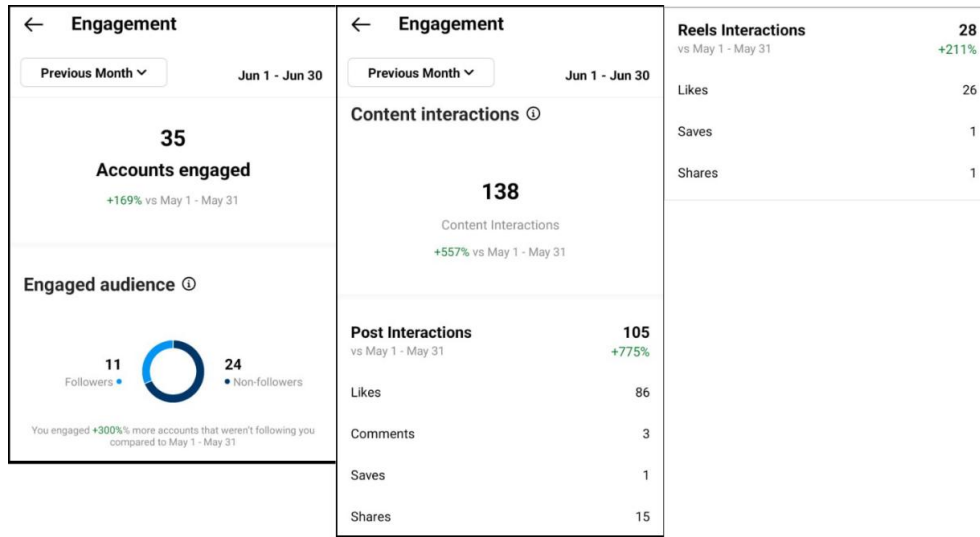 Engagement
Previous Month
Jun 1 - Jun 30
35
Accounts engaged
+169% vs May 1 - May 31
Engaged audience
11
Followers
24
Non-followers
You engaged +300%% more accounts that weren't following you
compared to May 1 - May 31
Engagement
Previous Month
Jun 1 - Jun 30
Content interactions
138
Content Interactions
+557% vs May 1 - May 31
Post Interactions 105
vs May 1 - May 31 +775%
Likes 86
Comments 3
Saves 1
Shares 15
Reels Interactions 28
vs May 1 - May 31 +211%
Likes 26
Saves 1
Shares 1